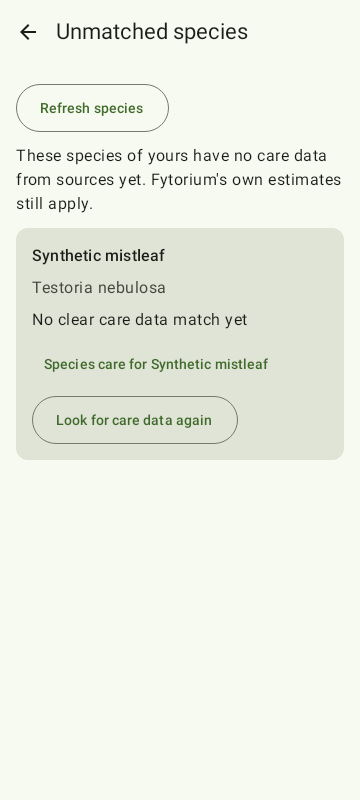 Unmatched species
Refresh species
These species of yours have no care data
from sources yet. Fytorium's own estimates
still apply.
Synthetic mistleaf
Testoria nebulosa
No clear care data match yet
Species care for Synthetic mistleaf
Look for care data again